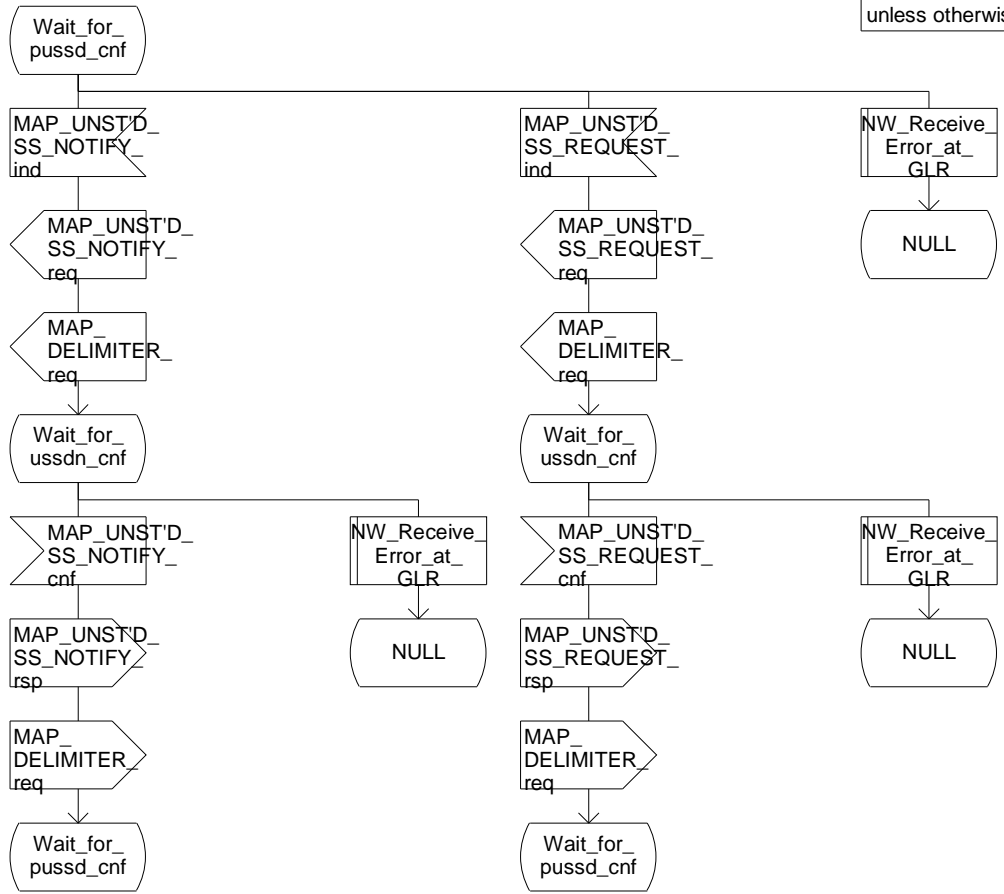 unless otherwis
Wait_for_
pussd_cnf
MAP_UNST'D_
SS_NOTIFY_
ind
MAP_UNST'D_
SS_REQUEST_
ind
NW_Receive_
Error_at_
GLR
MAP_UNST'D_
SS_NOTIFY_
req
MAP_UNST'D_
SS_REQUEST_
req
NULL
MAP_
DELIMITER_
req
MAP_
DELIMITER_
req
Wait_for_
ussdn_cnf
Wait_for_
ussdn_cnf
MAP_UNST'D_
SS_NOTIFY_
cnf
NW_Receive_
Error_at_
GLR
MAP_UNST'D_
SS_REQUEST_
cnf
NW_Receive_
Error_at_
GLR
MAP_UNST'D_
SS_NOTIFY_
rsp
NULL
MAP_UNST'D_
SS_REQUEST_
rsp
NULL
MAP_
DELIMITER_
req
MAP_
DELIMITER_
req
Wait_for_
pussd_cnf
Wait_for_
pussd_cnf